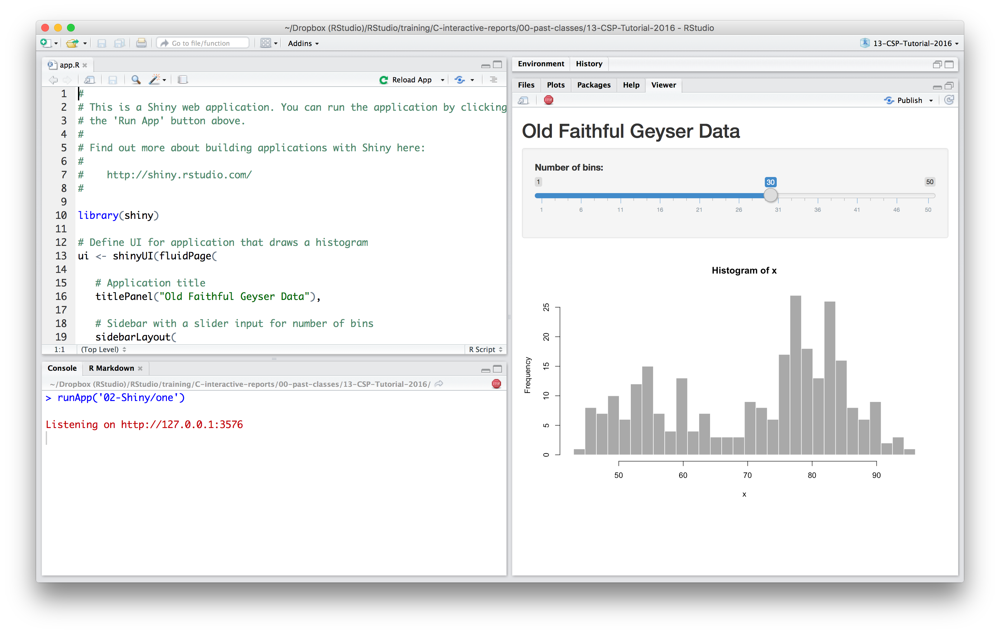 ~/Dropbox (RStudio)/RStudio/training/C-interactive-reports/00-past-classes/13-CSP-Tutorial-2016 - RStudio
Go to file/function
Addins
13-CSP-Tutorial-2016
app.R
Reload App
1 #
2 # This is a Shiny web application. You can run the application by clicking
3 # the 'Run App' button above.
4 #
5 # Find out more about building applications with Shiny here:
6 #
7 #    http://shiny.rstudio.com/
8 #
9
10 library(shiny)
11
12 # Define UI for application that draws a histogram
13 ui <- shinyUI(fluidPage(
14
15    # Application title
16    titlePanel("Old Faithful Geyser Data"),
17
18    # Sidebar with a slider input for number of bins
19    sidebarLayout(
1:1 (Top Level) R Script
Console R Markdown
~/Dropbox (RStudio)/RStudio/training/C-interactive-reports/00-past-classes/13-CSP-Tutorial-2016/
STOP
> runApp('02-Shiny/one')
Listening on http://127.0.0.1:3576
Environment History
Files Plots Packages Help Viewer
STOP
Publish
Old Faithful Geyser Data
Number of bins:
1 30 50
1 6 11 16 21 26 31 36 41 46 50
Histogram of x
Frequency
25
20
15
10
5
0
50 60 70 80 90
x